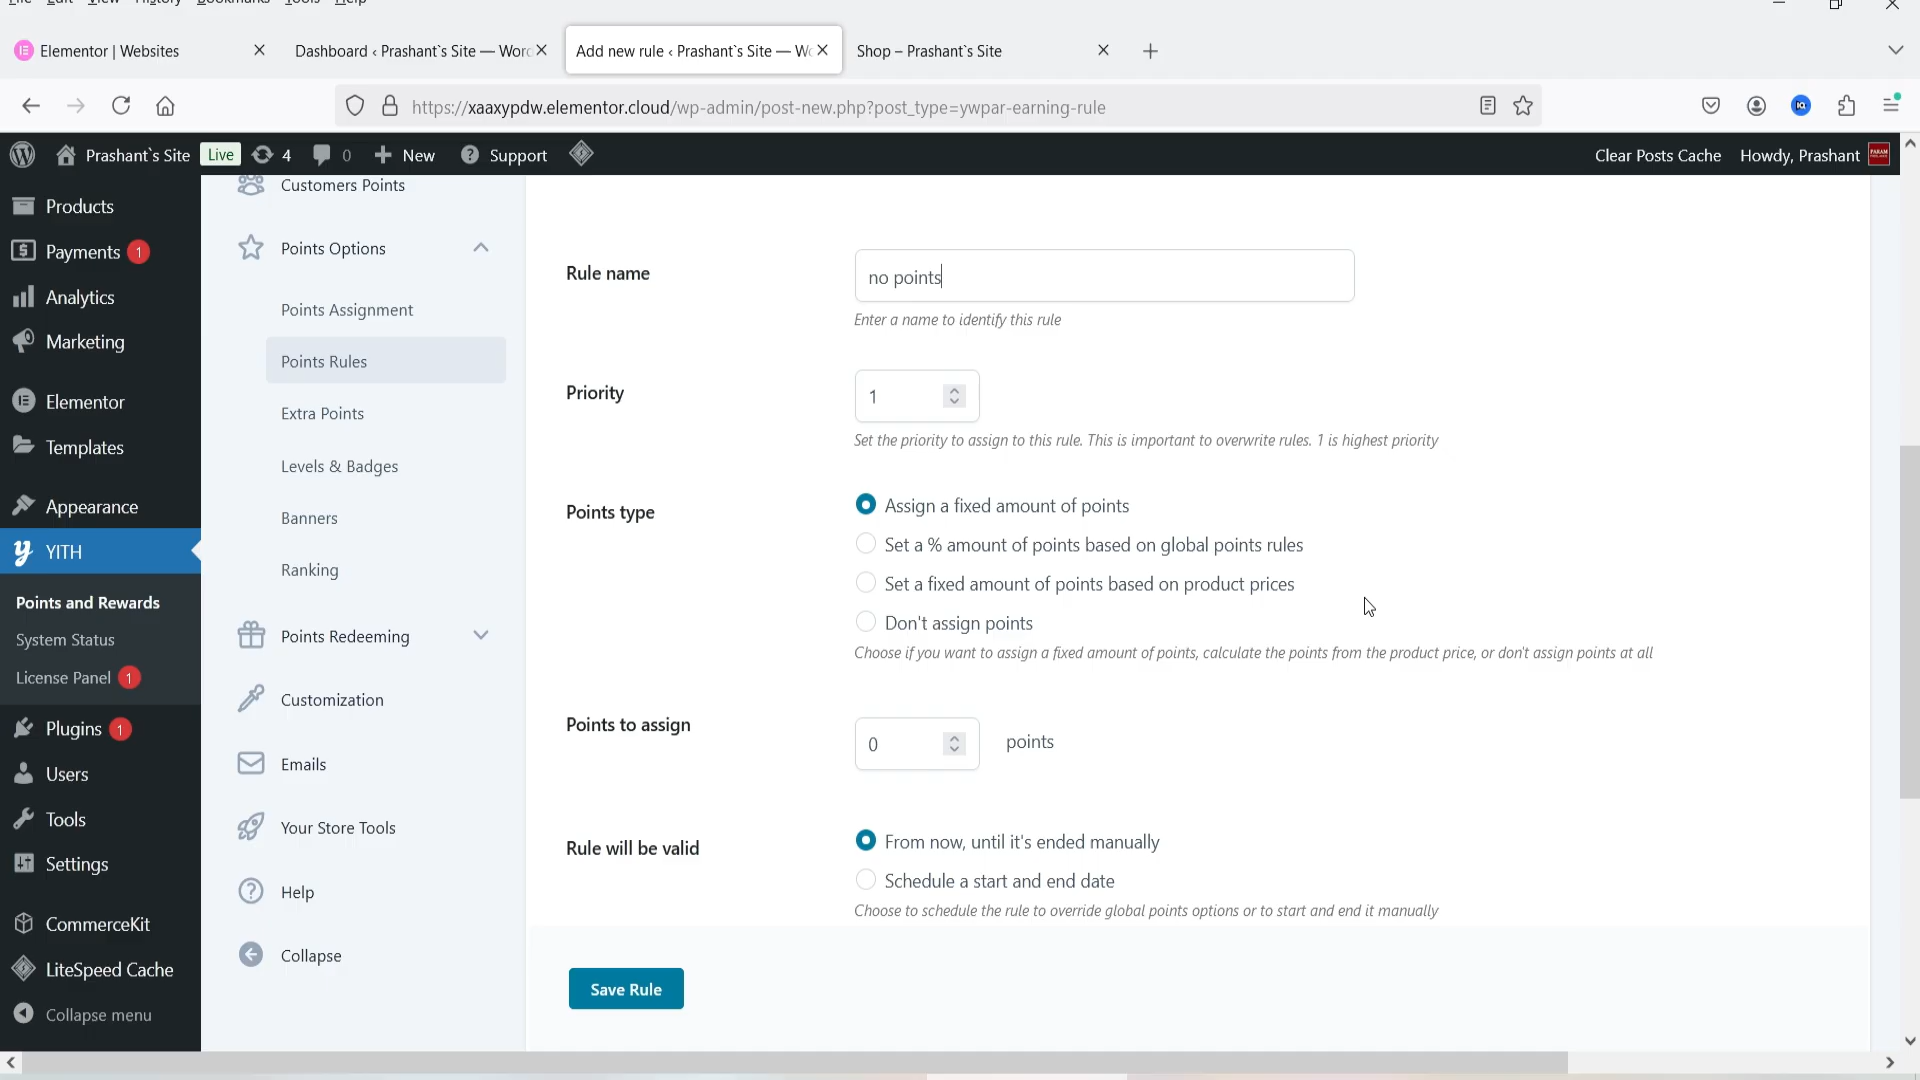 File Edit View History Bookmarks Tools Help
Elementor | Websites
Dashboard ‹ Prashant`s Site — Word
Add new rule ‹ Prashant`s Site — Wo
Shop – Prashant`s Site
https://xaaxypdw.elementor.cloud/wp-admin/post-new.php?post_type=ywpar-earning-rule
Prashant`s Site Live 4 0 New Support
Clear Posts Cache Howdy, Prashant
Products
Payments 1
Analytics
Marketing
Elementor
Templates
Appearance
YITH
Points and Rewards
System Status
License Panel 1
Plugins 1
Users
Tools
Settings
CommerceKit
LiteSpeed Cache
Collapse menu
Customers Points
Points Options
Points Assignment
Points Rules
Extra Points
Levels & Badges
Banners
Ranking
Points Redeeming
Customization
Emails
Your Store Tools
Help
Collapse
Rule name
no points
Enter a name to identify this rule
Priority
1
Set the priority to assign to this rule. This is important to overwrite rules. 1 is highest priority
Points type
Assign a fixed amount of points
Set a % amount of points based on global points rules
Set a fixed amount of points based on product prices
Don't assign points
Choose if you want to assign a fixed amount of points, calculate the points from the product price, or don't assign points at all
Points to assign
0 points
Rule will be valid
From now, until it's ended manually
Schedule a start and end date
Choose to schedule the rule to override global points options or to start and end it manually
Save Rule